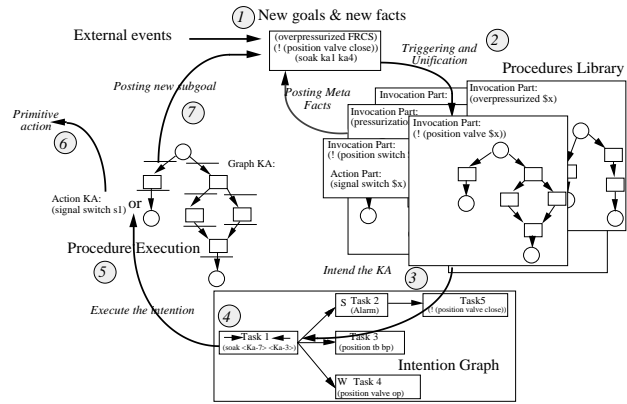 1 New goals & new facts
External events
(overpressurized FRCS)
(! (position valve close))
(soak ka1 ka4)
Triggering and
Unification
2
Procedures Library
Posting new subgoal
7
Posting Meta
Facts
Invocation Part:
Invocation Part:
(overpressurized $x)
Invocation Part:
(pressurizatio
Invocation Part:
(! (position valve $x))
Invocation Part:
(! (position switch $
Action Part:
(signal switch $x)
Primitive
action
6
Graph KA:
Action KA:
(signal switch s1)
or
Procedure Execution
5
Intend the KA
3
Execute the intention
4
Task 1
(soak <Ka-7> <Ka-3>)
S Task 2
(Alarm)
Task5
(! (position valve close))
Task 3
(position tb bp)
W Task 4
(position valve op)
Intention Graph